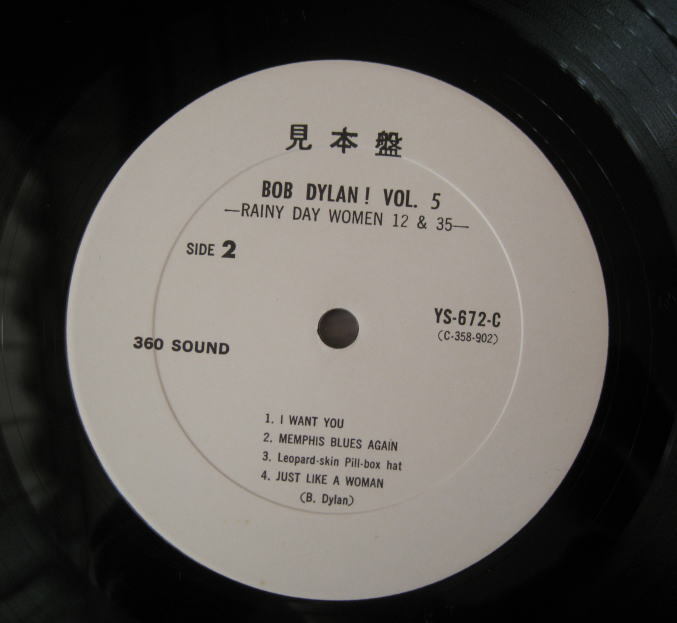 見本盤
BOB DYLAN! VOL. 5
—RAINY DAY WOMEN 12 & 35—
SIDE 2
YS-672-C
(C-358-902)
360 SOUND
1. I WANT YOU
2. MEMPHIS BLUES AGAIN
3. Leopard-skin Pill-box hat
4. JUST LIKE A WOMAN
(B. Dylan)